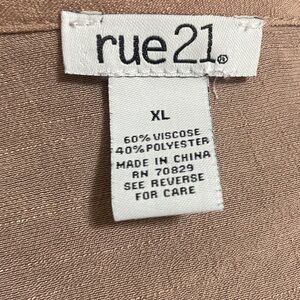 rue21®
XL
60% VISCOSE
40% POLYESTER
MADE IN CHINA
RN 70829
SEE REVERSE
FOR CARE